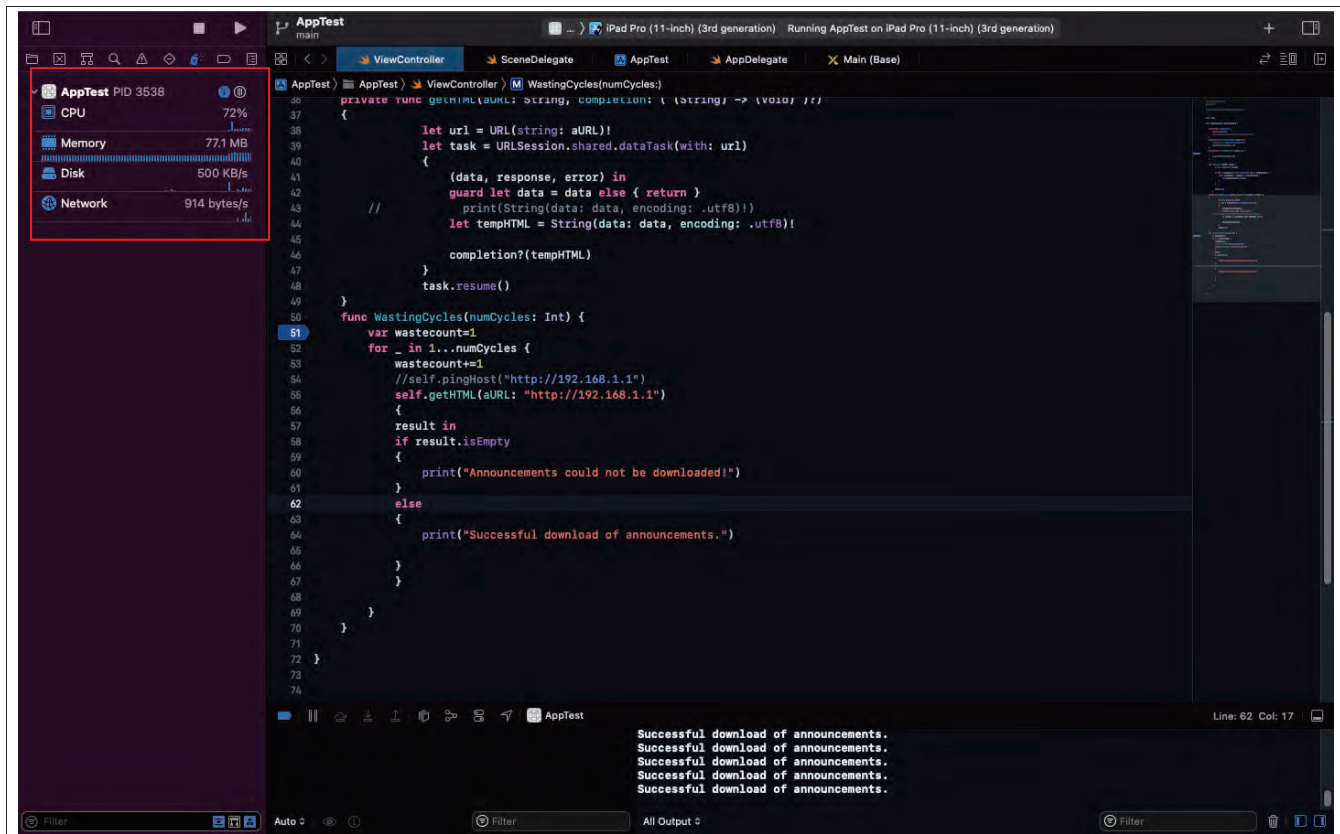 AppTest
main
... 〉 iPad Pro (11-inch) (3rd generation) Running AppTest on iPad Pro (11-inch) (3rd generation)
ViewController SceneDelegate AppTest AppDelegate Main (Base)
AppTest 〉 AppTest 〉 ViewController 〉 M WastingCycles(numCycles:)
AppTest PID 3538
CPU 72%
Memory 77.1 MB
Disk 500 KB/s
Network 914 bytes/s
36 private func getHTML(aURL: String, completion: ( (String) -> (Void) )?)
37 {
38 let url = URL(string: aURL)!
39 let task = URLSession.shared.dataTask(with: url)
40 {
41 (data, response, error) in
42 guard let data = data else { return }
43 // print(String(data: data, encoding: .utf8)!)
44 let tempHTML = String(data: data, encoding: .utf8)!
45
46 completion?(tempHTML)
47 }
48 task.resume()
49 }
50 func WastingCycles(numCycles: Int) {
51 var wastecount=1
52 for _ in 1...numCycles {
53 wastecount+=1
54 //self.pingHost("http://192.168.1.1")
55 self.getHTML(aURL: "http://192.168.1.1")
56 {
57 result in
58 if result.isEmpty
59 {
60 print("Announcements could not be downloaded!")
61 }
62 else
63 {
64 print("Successful download of announcements.")
65
66 }
67 }
68
69 }
70 }
71
72 }
73
74
AppTest
Line: 62 Col: 17
Successful download of announcements.
Successful download of announcements.
Successful download of announcements.
Successful download of announcements.
Successful download of announcements.
Filter
Auto
Filter
All Output
Filter